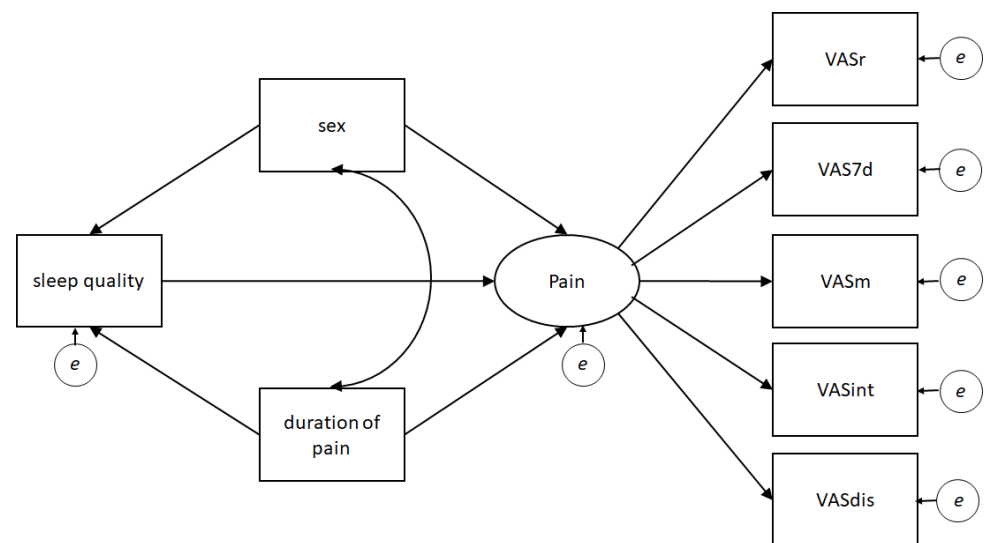 sex
sleep quality
e
duration of
pain
Pain
e
VASr
e
VAS7d
e
VASm
e
VASint
e
VASdis
e